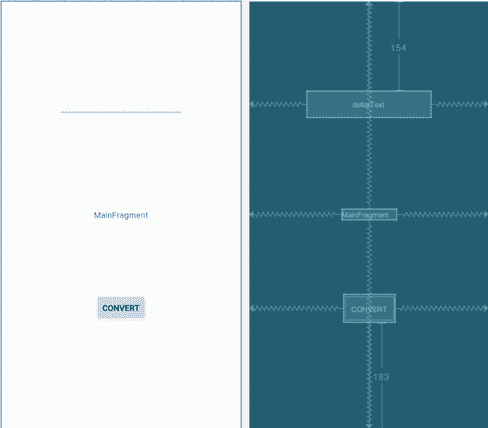 MainFragment
CONVERT
154
dollarText
MainFragment
CONVERT
183